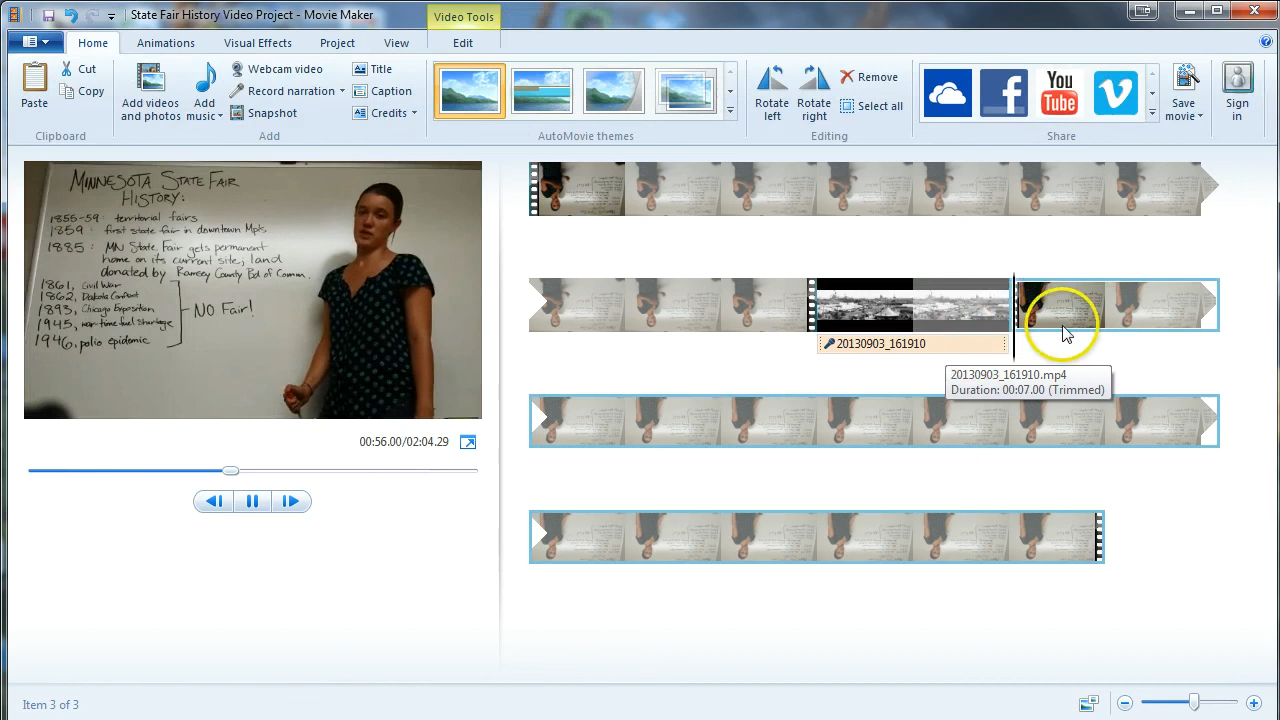 State Fair History Video Project - Movie Maker
Video Tools
Home
Animations
Visual Effects
Project
View
Edit
Paste
Cut
Copy
Clipboard
Add videos
and photos
Add
music
Webcam video
Record narration
Snapshot
Title
Caption
Credits
Add
AutoMovie themes
Rotate
left
Rotate
right
Remove
Select all
Editing
f
You
Tube
Share
Save
movie
Sign
in
MINNESOTA STATE FAIR
HISTORY:
1855-59: territorial fairs
1859: first state fair in downtown Mpls
1885: MN State Fair gets permanent
home on its current site, land
donated by Ramsey County Bd of Comm.
1861, Civil War
1862, Dakota Conflict
1893, Chicago Exposition
1945, war-time fuel shortage
1946, polio epidemic
NO Fair!
00:56.00/02:04.29
20130903_161910
20130903_161910.mp4
Duration: 00:07.00 (Trimmed)
Item 3 of 3